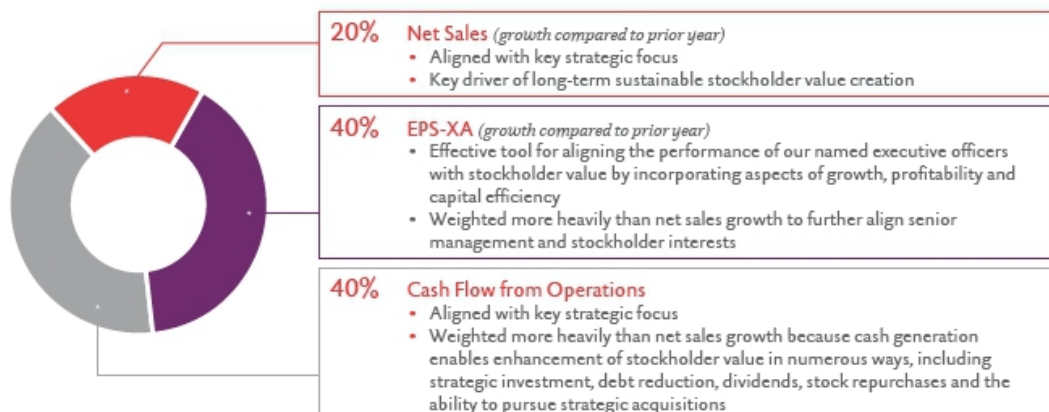 20% Net Sales (growth compared to prior year)
• Aligned with key strategic focus
• Key driver of long-term sustainable stockholder value creation
40% EPS-XA (growth compared to prior year)
• Effective tool for aligning the performance of our named executive officers
with stockholder value by incorporating aspects of growth, profitability and
capital efficiency
• Weighted more heavily than net sales growth to further align senior
management and stockholder interests
40% Cash Flow from Operations
• Aligned with key strategic focus
• Weighted more heavily than net sales growth because cash generation
enables enhancement of stockholder value in numerous ways, including
strategic investment, debt reduction, dividends, stock repurchases and the
ability to pursue strategic acquisitions